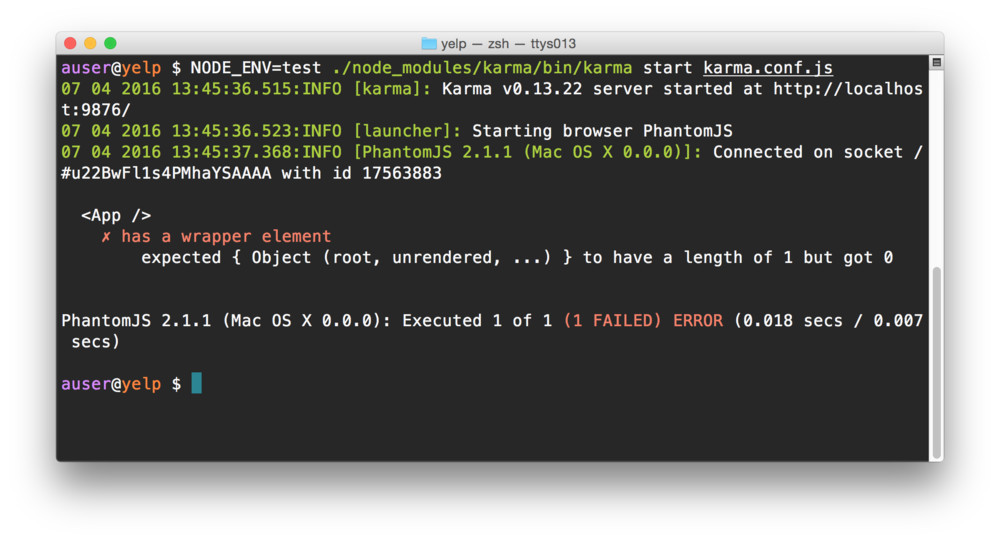 yelp — zsh — ttys013
auser@yelp $ NODE_ENV=test ./node_modules/karma/bin/karma start karma.conf.js
07 04 2016 13:45:36.515:INFO [karma]: Karma v0.13.22 server started at http://localhos
t:9876/
07 04 2016 13:45:36.523:INFO [launcher]: Starting browser PhantomJS
07 04 2016 13:45:37.368:INFO [PhantomJS 2.1.1 (Mac OS X 0.0.0)]: Connected on socket /
#u22BwFl1s4PMhaYSAAAA with id 17563883
<App />
✗ has a wrapper element
expected { Object (root, unrendered, ...) } to have a length of 1 but got 0
PhantomJS 2.1.1 (Mac OS X 0.0.0): Executed 1 of 1 (1 FAILED) ERROR (0.018 secs / 0.007
secs)
auser@yelp $